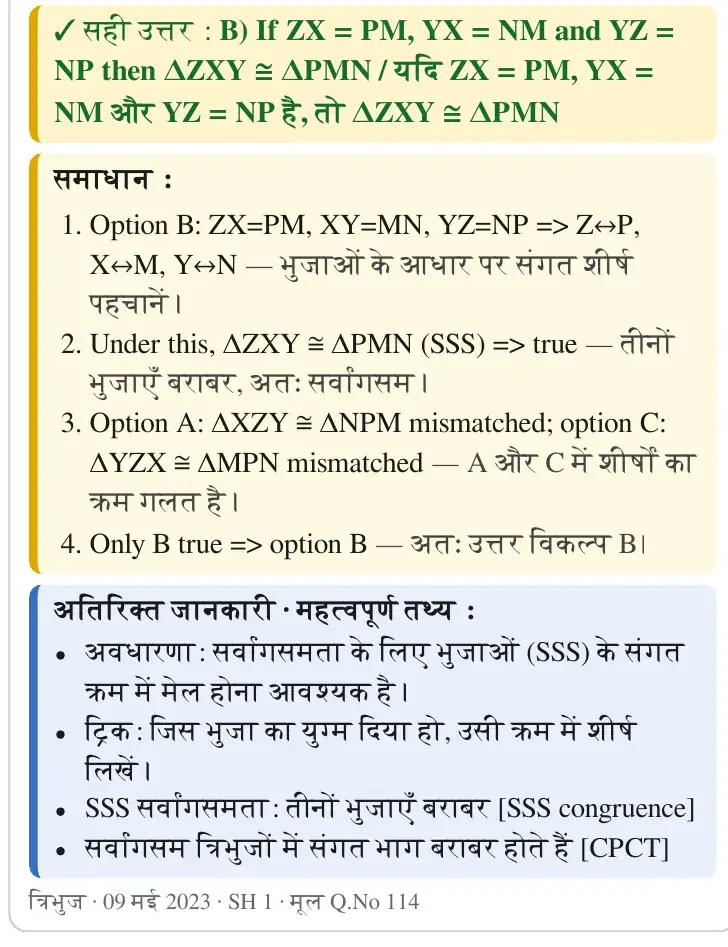 ✓ सही उत्तर : B) If ZX = PM, YX = NM and YZ =
NP then ΔZXY ≅ ΔPMN / यदि ZX = PM, YX =
NM और YZ = NP है, तो ΔZXY ≅ ΔPMN
समाधान :
1. Option B: ZX=PM, XY=MN, YZ=NP => Z↔P,
X↔M, Y↔N — भुजाओं के आधार पर संगत शीर्ष
पहचानें।
2. Under this, ΔZXY ≅ ΔPMN (SSS) => true — तीनों
भुजाएँ बराबर, अतः सर्वांगसम।
3. Option A: ΔXZY ≅ ΔNPM mismatched; option C:
ΔYZX ≅ ΔMPN mismatched — A और C में शीर्षों का
क्रम गलत है।
4. Only B true => option B — अतः उत्तर विकल्प B।
अतिरिक्त जानकारी · महत्वपूर्ण तथ्य :
• अवधारणा : सर्वांगसमता के लिए भुजाओं (SSS) के संगत
क्रम में मेल होना आवश्यक है।
• ट्रिक : जिस भुजा का युग्म दिया हो, उसी क्रम में शीर्ष
लिखें।
• SSS सर्वांगसमता : तीनों भुजाएँ बराबर [SSS congruence]
• सर्वांगसम त्रिभुजों में संगत भाग बराबर होते हैं [CPCT]
त्रिभुज · 09 मई 2023 · SH 1 · मूल Q.No 114